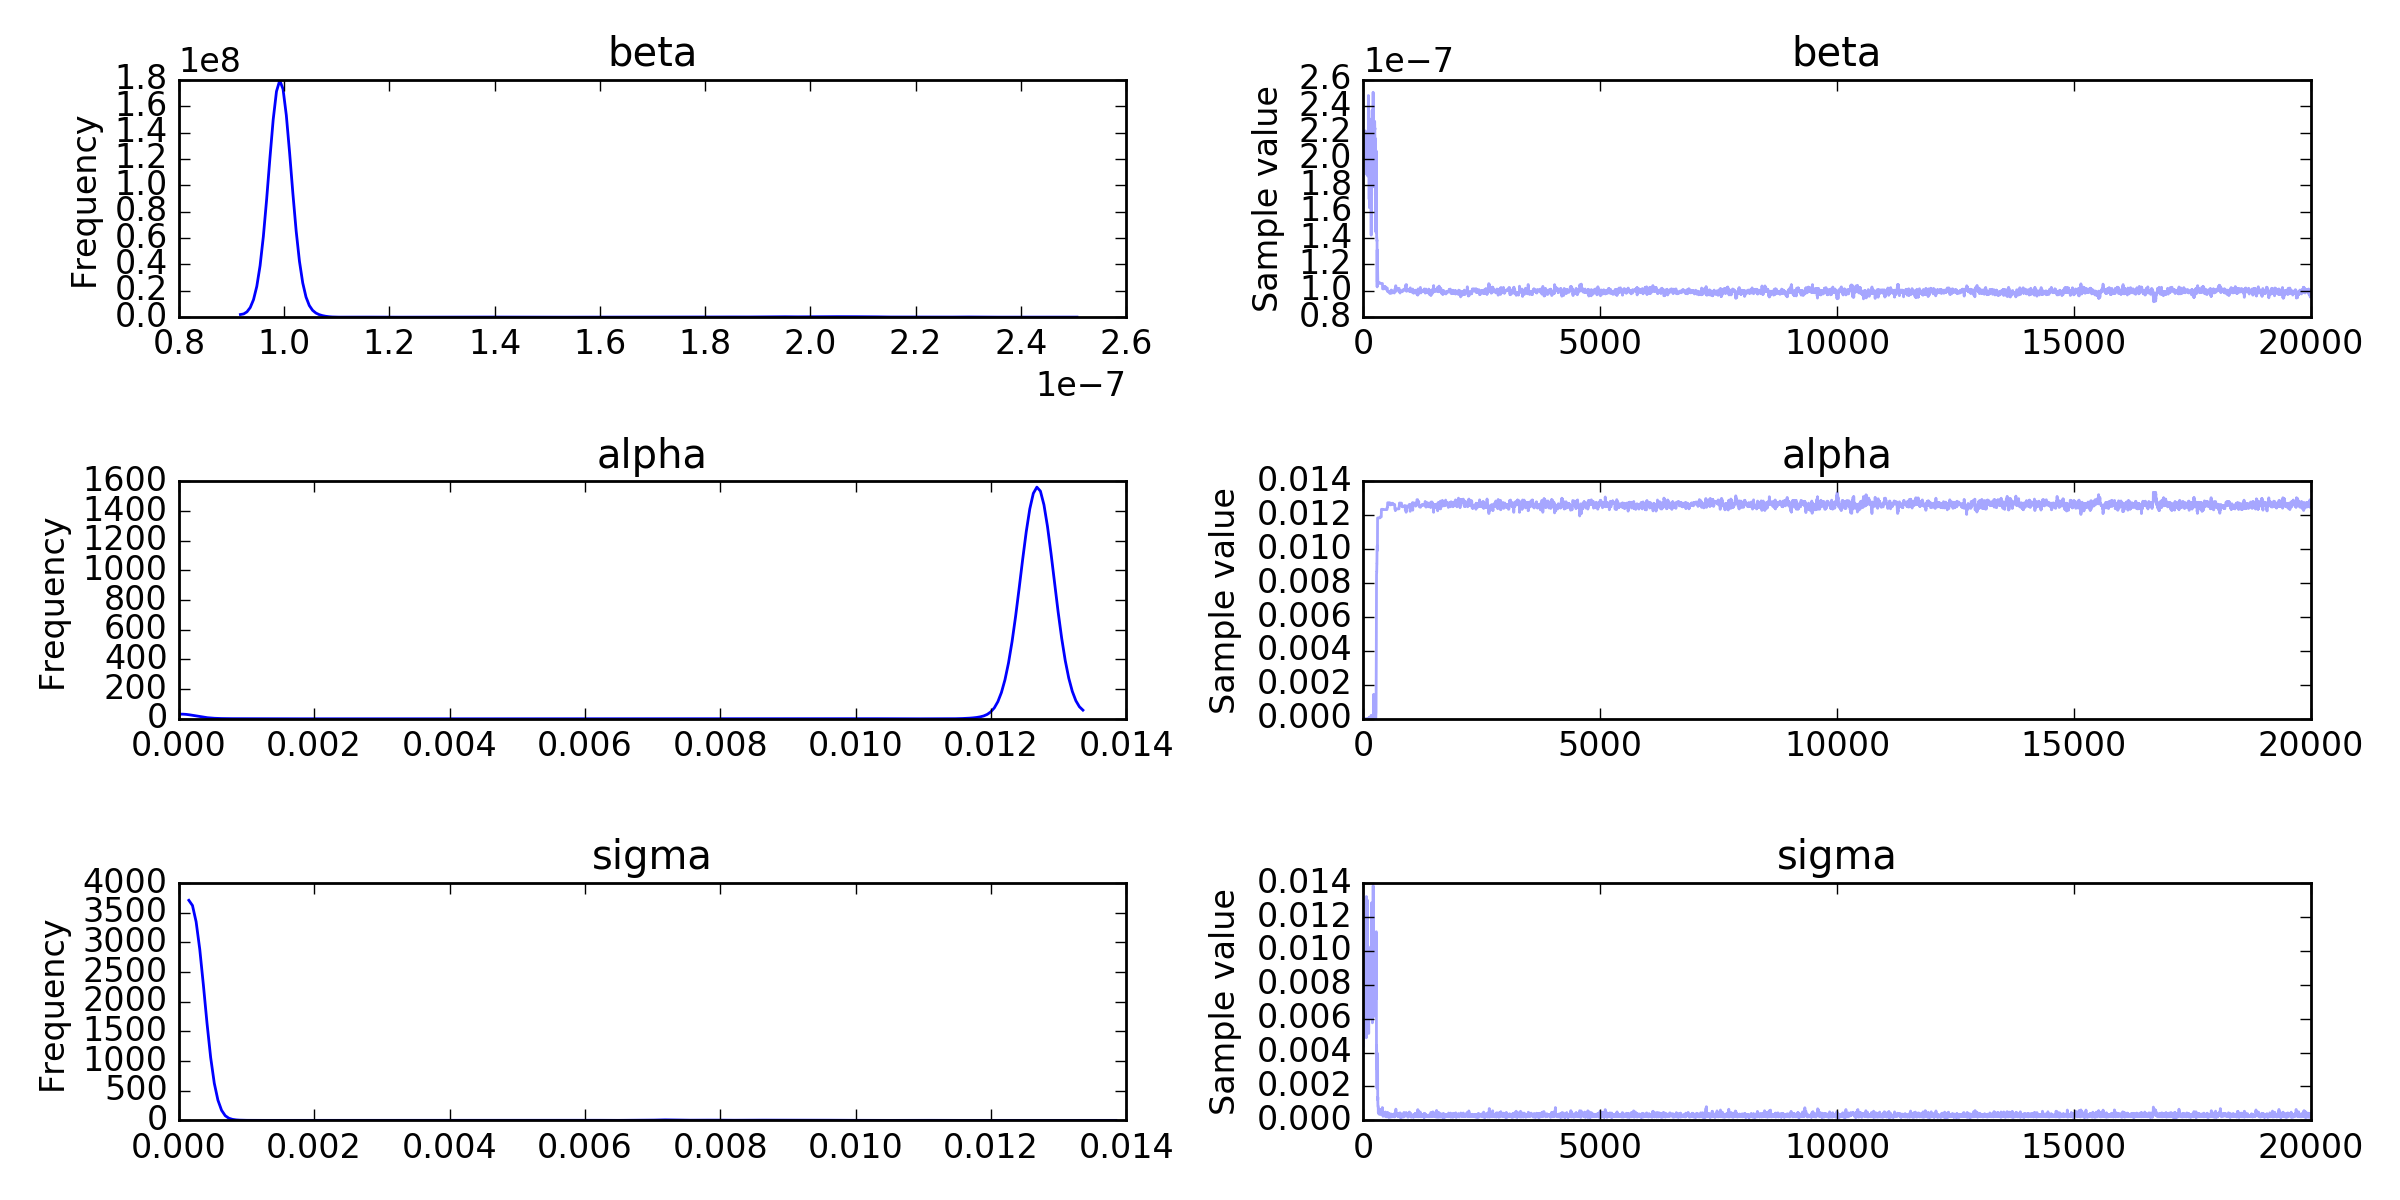 beta
1e8
Frequency
1.8
1.6
1.4
1.2
1.0
0.8
0.6
0.4
0.2
0.0
0.8 1.0 1.2 1.4 1.6 1.8 2.0 2.2 2.4 2.6
1e−7
beta
1e−7
Sample value
2.6
2.4
2.2
2.0
1.8
1.6
1.4
1.2
1.0
0.8
0 5000 10000 15000 20000
alpha
Frequency
1600
1400
1200
1000
800
600
400
200
0
0.000 0.002 0.004 0.006 0.008 0.010 0.012 0.014
alpha
Sample value
0.014
0.012
0.010
0.008
0.006
0.004
0.002
0.000
0 5000 10000 15000 20000
sigma
Frequency
4000
3500
3000
2500
2000
1500
1000
500
0
0.000 0.002 0.004 0.006 0.008 0.010 0.012 0.014
sigma
Sample value
0.014
0.012
0.010
0.008
0.006
0.004
0.002
0.000
0 5000 10000 15000 20000